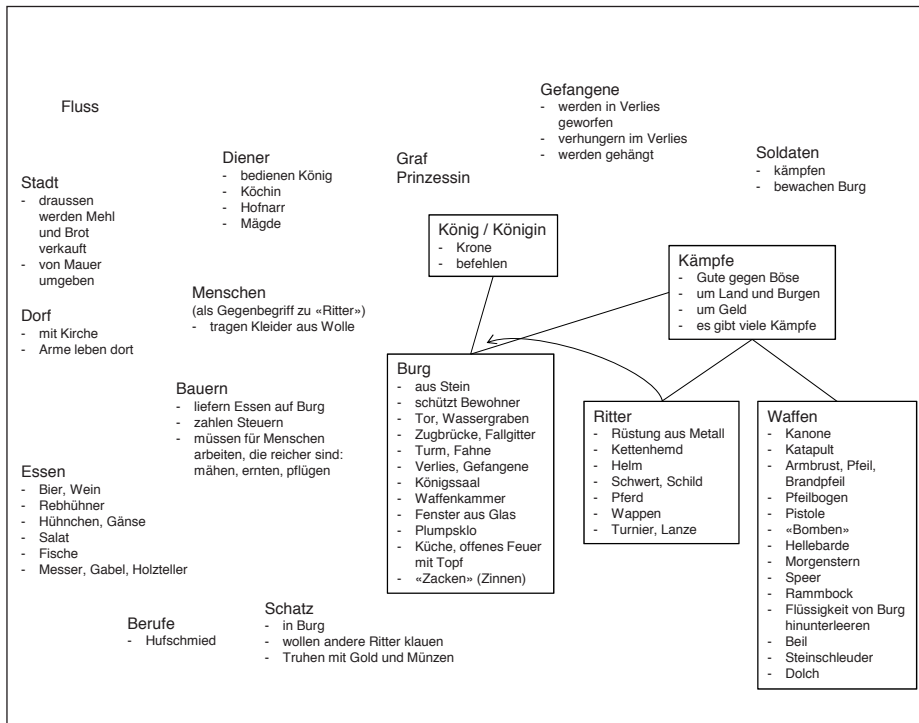 Fluss
Gefangene
- werden in Verlies
geworfen
- verhungern im Verlies
- werden gehängt
Diener
- bedienen König
- Köchin
- Hofnarr
- Mägde
Graf
Prinzessin
Soldaten
- kämpfen
- bewachen Burg
Stadt
- draussen
werden Mehl
und Brot
verkauft
- von Mauer
umgeben
König / Königin
- Krone
- befehlen
Kämpfe
- Gute gegen Böse
- um Land und Burgen
- um Geld
- es gibt viele Kämpfe
Menschen
(als Gegenbegriff zu «Ritter»)
- tragen Kleider aus Wolle
Dorf
- mit Kirche
- Arme leben dort
Bauern
- liefern Essen auf Burg
- zahlen Steuern
- müssen für Menschen
arbeiten, die reicher sind:
mähen, ernten, pflügen
Burg
- aus Stein
- schützt Bewohner
- Tor, Wassergraben
- Zugbrücke, Fallgitter
- Turm, Fahne
- Verlies, Gefangene
- Königssaal
- Waffenkammer
- Fenster aus Glas
- Plumpsklo
- Küche, offenes Feuer
mit Topf
- «Zacken» (Zinnen)
Ritter
- Rüstung aus Metall
- Kettenhemd
- Helm
- Schwert, Schild
- Pferd
- Wappen
- Turnier, Lanze
Waffen
- Kanone
- Katapult
- Armbrust, Pfeil,
Brandpfeil
- Pfeilbogen
- Pistole
- «Bomben»
- Hellebarde
- Morgenstern
- Speer
- Rammbock
- Flüssigkeit von Burg
hinunterleeren
- Beil
- Steinschleuder
- Dolch
Essen
- Bier, Wein
- Rebhühner
- Hühnchen, Gänse
- Salat
- Fische
- Messer, Gabel, Holzteller
Berufe
- Hufschmied
Schatz
- in Burg
- wollen andere Ritter klauen
- Truhen mit Gold und Münzen